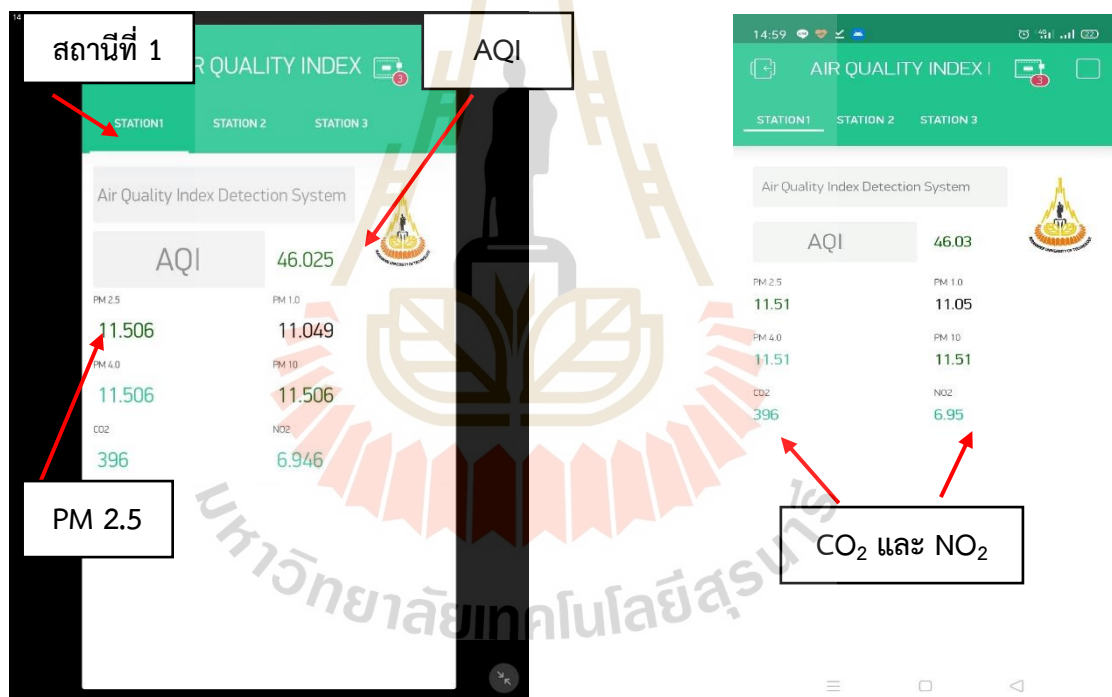 14
สถานีที่ 1
R QUALITY INDEX
3
AQI
STATION1 STATION 2 STATION 3
Air Quality Index Detection System
AQI 46.025
PM 2.5 PM 1.0
11.506 11.049
PM 4.0 PM 10
11.506 11.506
CO2 NO2
396 6.946
PM 2.5
14:59
22
AIR QUALITY INDEX
3
STATION1 STATION 2 STATION 3
Air Quality Index Detection System
AQI 46.03
PM 2.5 PM 1.0
11.51 11.05
PM 4.0 PM 10
11.51 11.51
CO2 NO2
396 6.95
CO₂ และ NO₂
มหาวิทยาลัยเทคโนโลยีสุรนารี